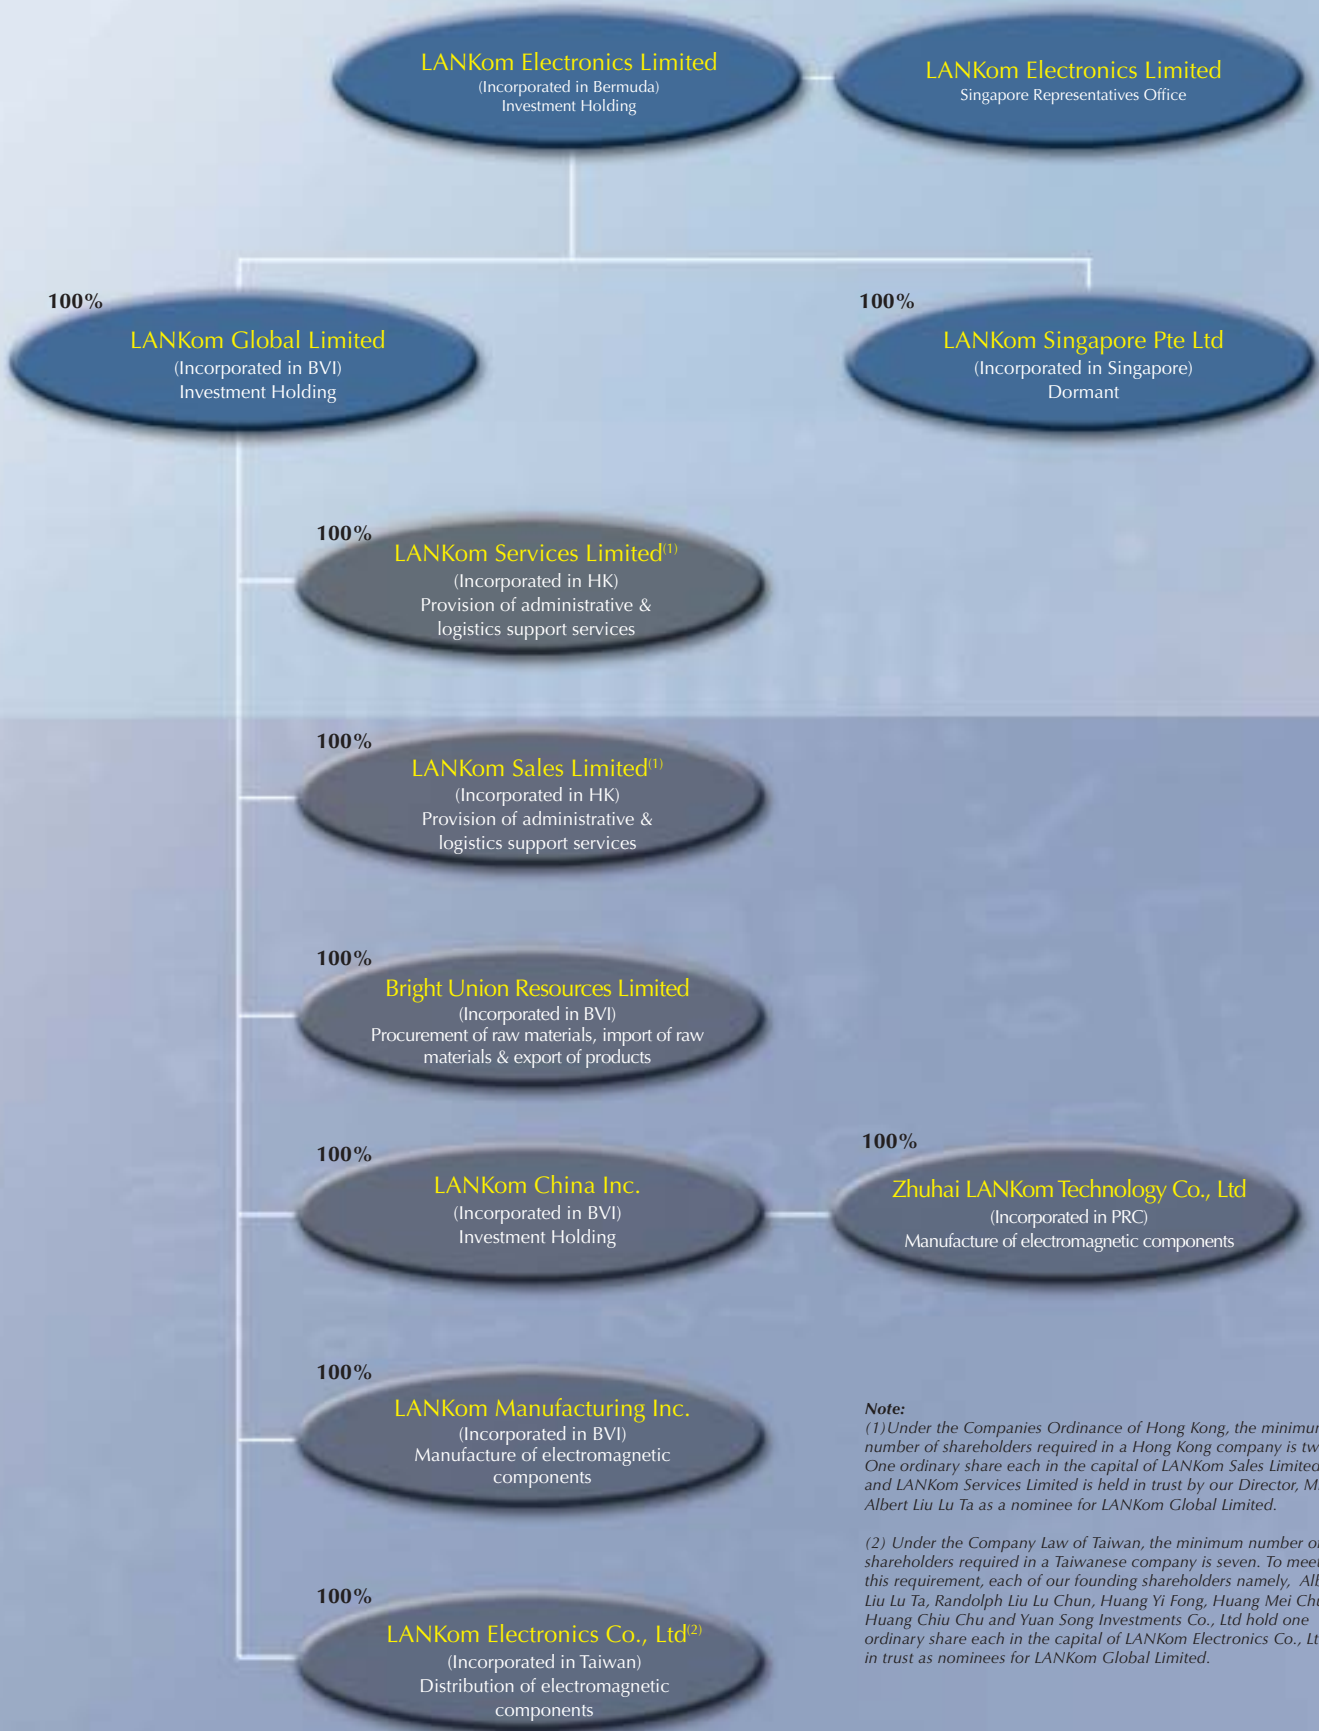 LANKom Electronics Limited
(Incorporated in Bermuda)
Investment Holding
LANKom Electronics Limited
Singapore Representatives Office
100%
LANKom Global Limited
(Incorporated in BVI)
Investment Holding
100%
LANKom Singapore Pte Ltd
(Incorporated in Singapore)
Dormant
100%
LANKom Services Limited(1)
(Incorporated in HK)
Provision of administrative &
logistics support services
100%
LANKom Sales Limited(1)
(Incorporated in HK)
Provision of administrative &
logistics support services
100%
Bright Union Resources Limited
(Incorporated in BVI)
Procurement of raw materials, import of raw
materials & export of products
100%
LANKom China Inc.
(Incorporated in BVI)
Investment Holding
100%
Zhuhai LANKom Technology Co., Ltd
(Incorporated in PRC)
Manufacture of electromagnetic components
100%
LANKom Manufacturing Inc.
(Incorporated in BVI)
Manufacture of electromagnetic
components
100%
LANKom Electronics Co., Ltd(2)
(Incorporated in Taiwan)
Distribution of electromagnetic
components
Note:
(1)Under the Companies Ordinance of Hong Kong, the minimum
number of shareholders required in a Hong Kong company is
One ordinary share each in the capital of LANKom Sales Limited
and LANKom Services Limited is held in trust by our Director,
Albert Liu Lu Ta as a nominee for LANKom Global Limited.
(2) Under the Company Law of Taiwan, the minimum number of
shareholders required in a Taiwanese company is seven. To meet
this requirement, each of our founding shareholders namely,
Liu Lu Ta, Randolph Liu Lu Chun, Huang Yi Fong, Huang Mei
Huang Chiu Chu and Yuan Song Investments Co., Ltd hold one
ordinary share each in the capital of LANKom Electronics Co.,
in trust as nominees for LANKom Global Limited.